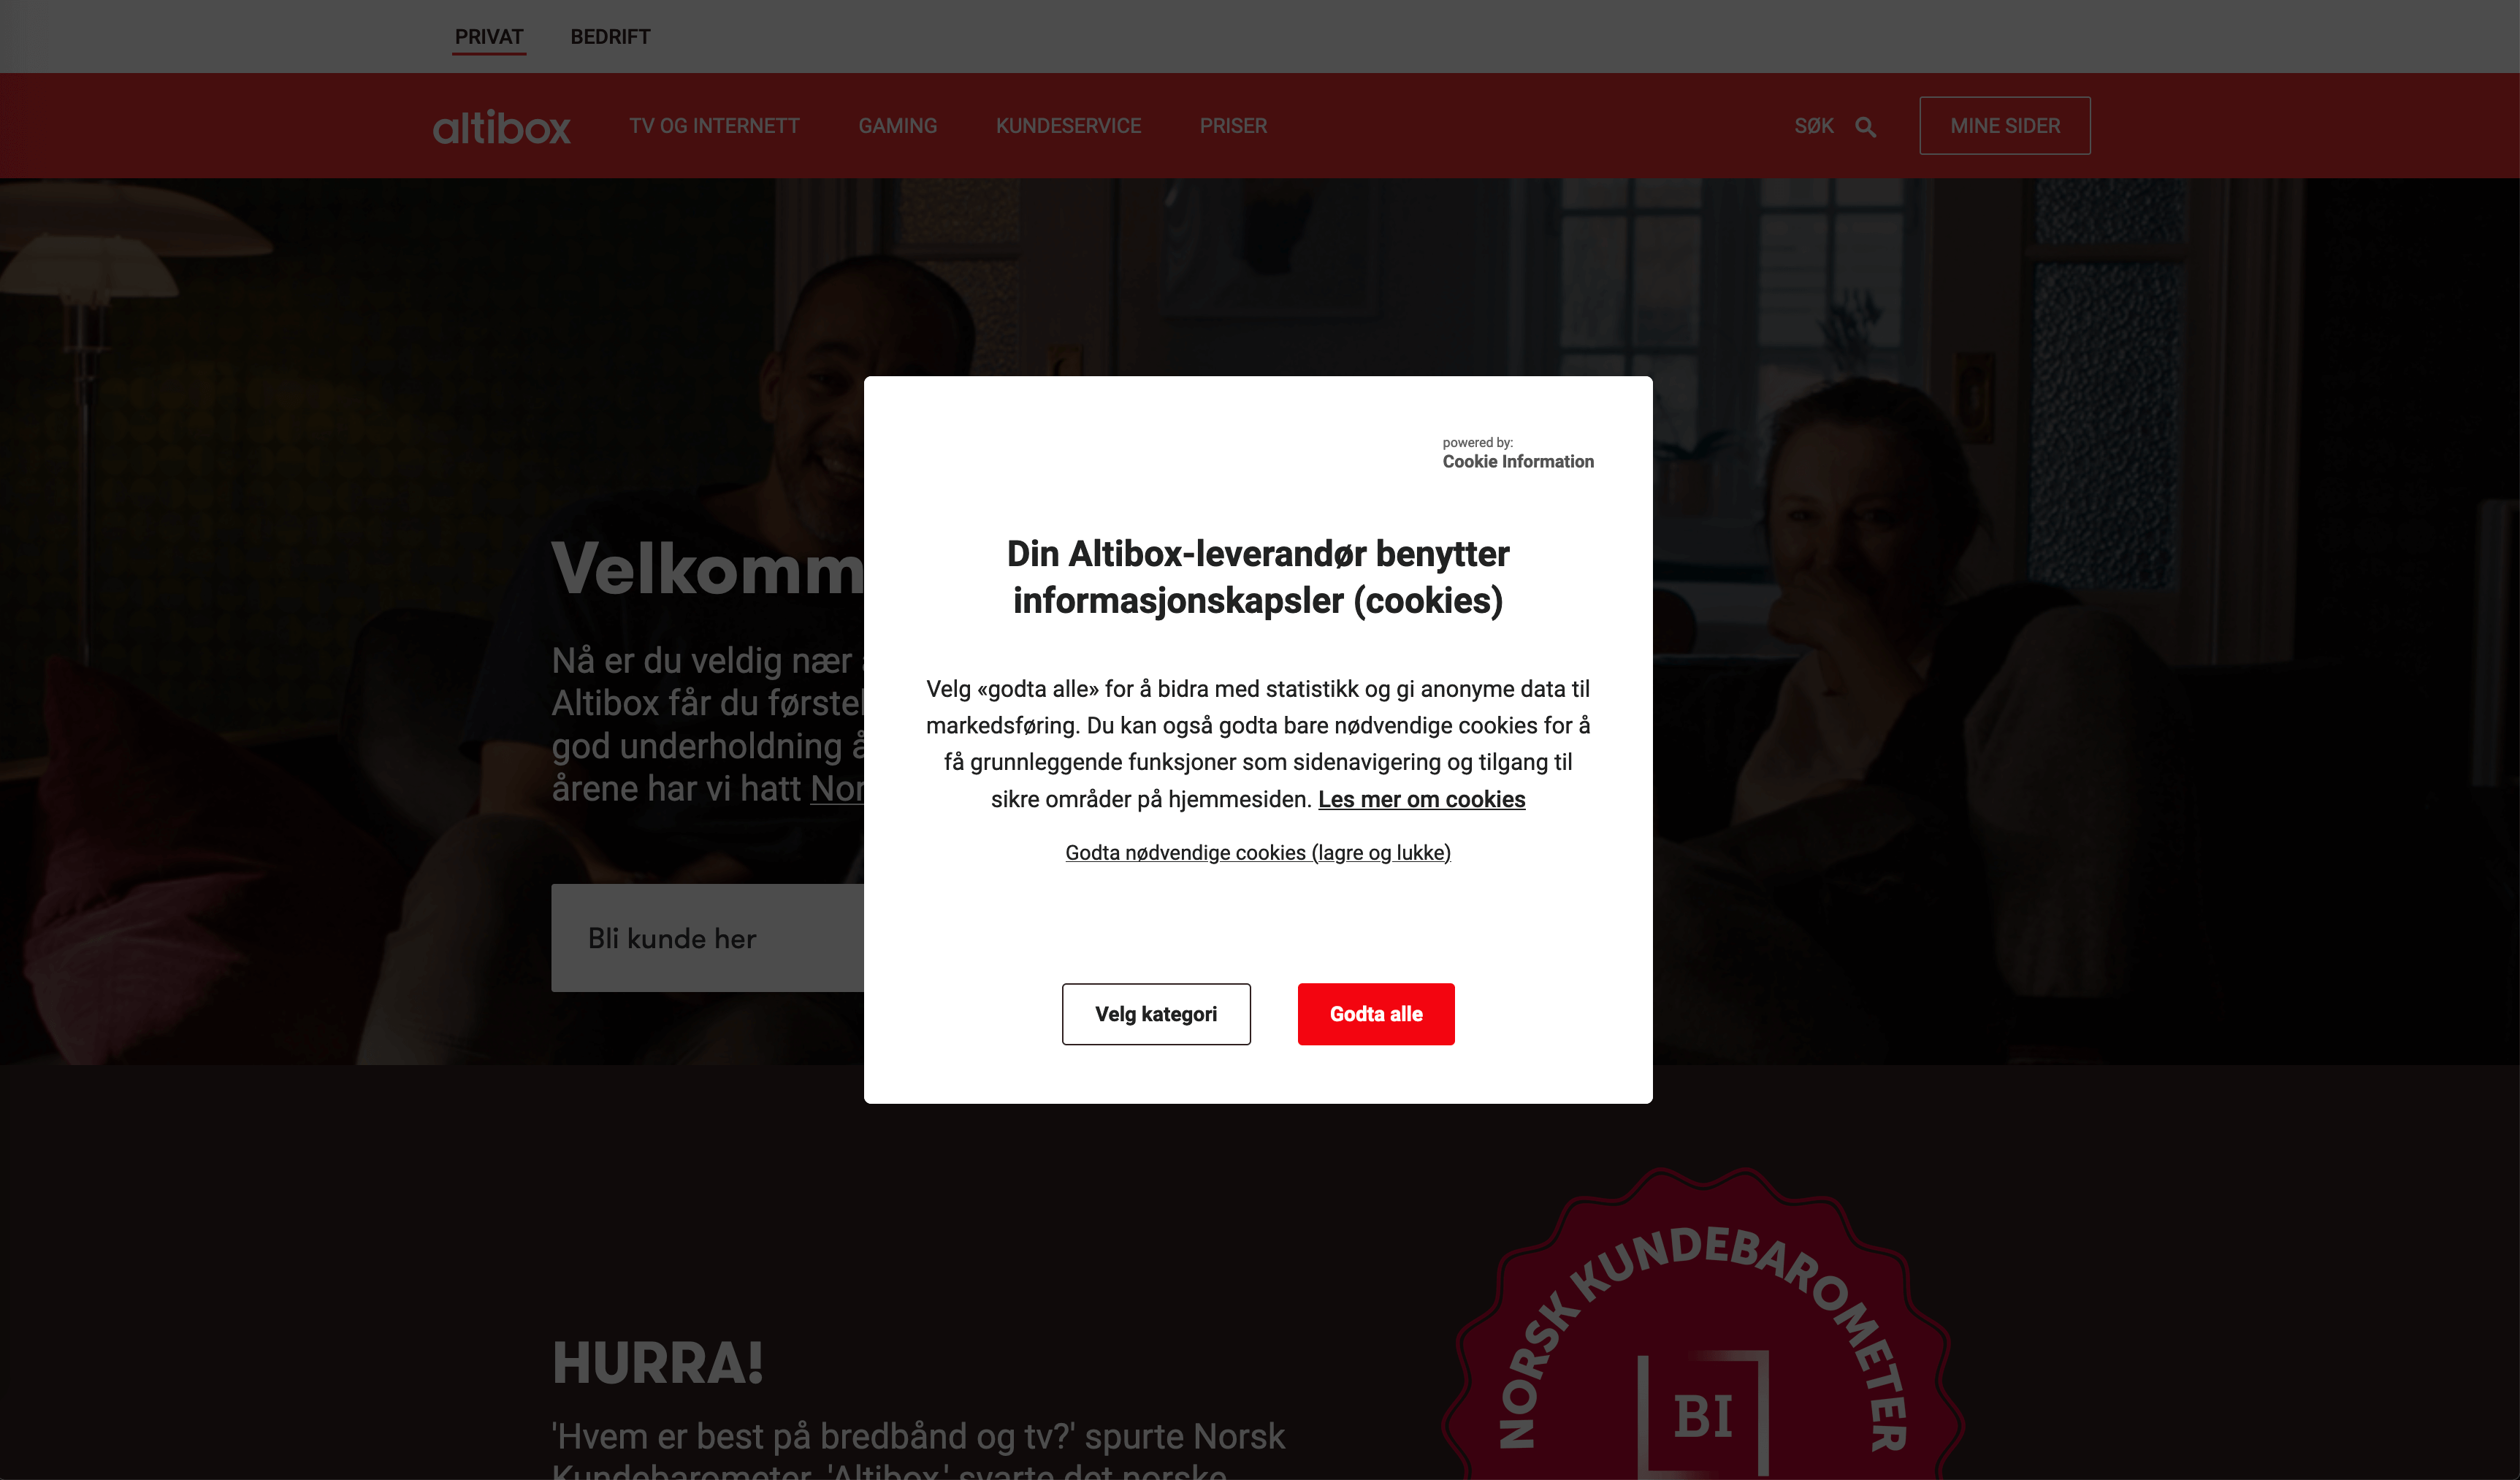 PRIVAT BEDRIFT
altibox TV OG INTERNETT GAMING KUNDESERVICE PRISER SØK MINE SIDER
powered by:
Cookie Information
Din Altibox-leverandør benytter
informasjonskapsler (cookies)
Velg «godta alle» for å bidra med statistikk og gi anonyme data til
markedsføring. Du kan også godta bare nødvendige cookies for å
få grunnleggende funksjoner som sidenavigering og tilgang til
sikre områder på hjemmesiden. Les mer om cookies
Godta nødvendige cookies (lagre og lukke)
Velg kategori Godta alle
Velkomm
Nå er du veldig nær
Altibox får du første
god underholdning
årene har vi hatt Nor
Bli kunde her
HURRA!
'Hvem er best på bredbånd og tv?' spurte Norsk
Kundebarometer. 'Altibox,' svarte det norske
NORSK KUNDEBAROMETER
BI